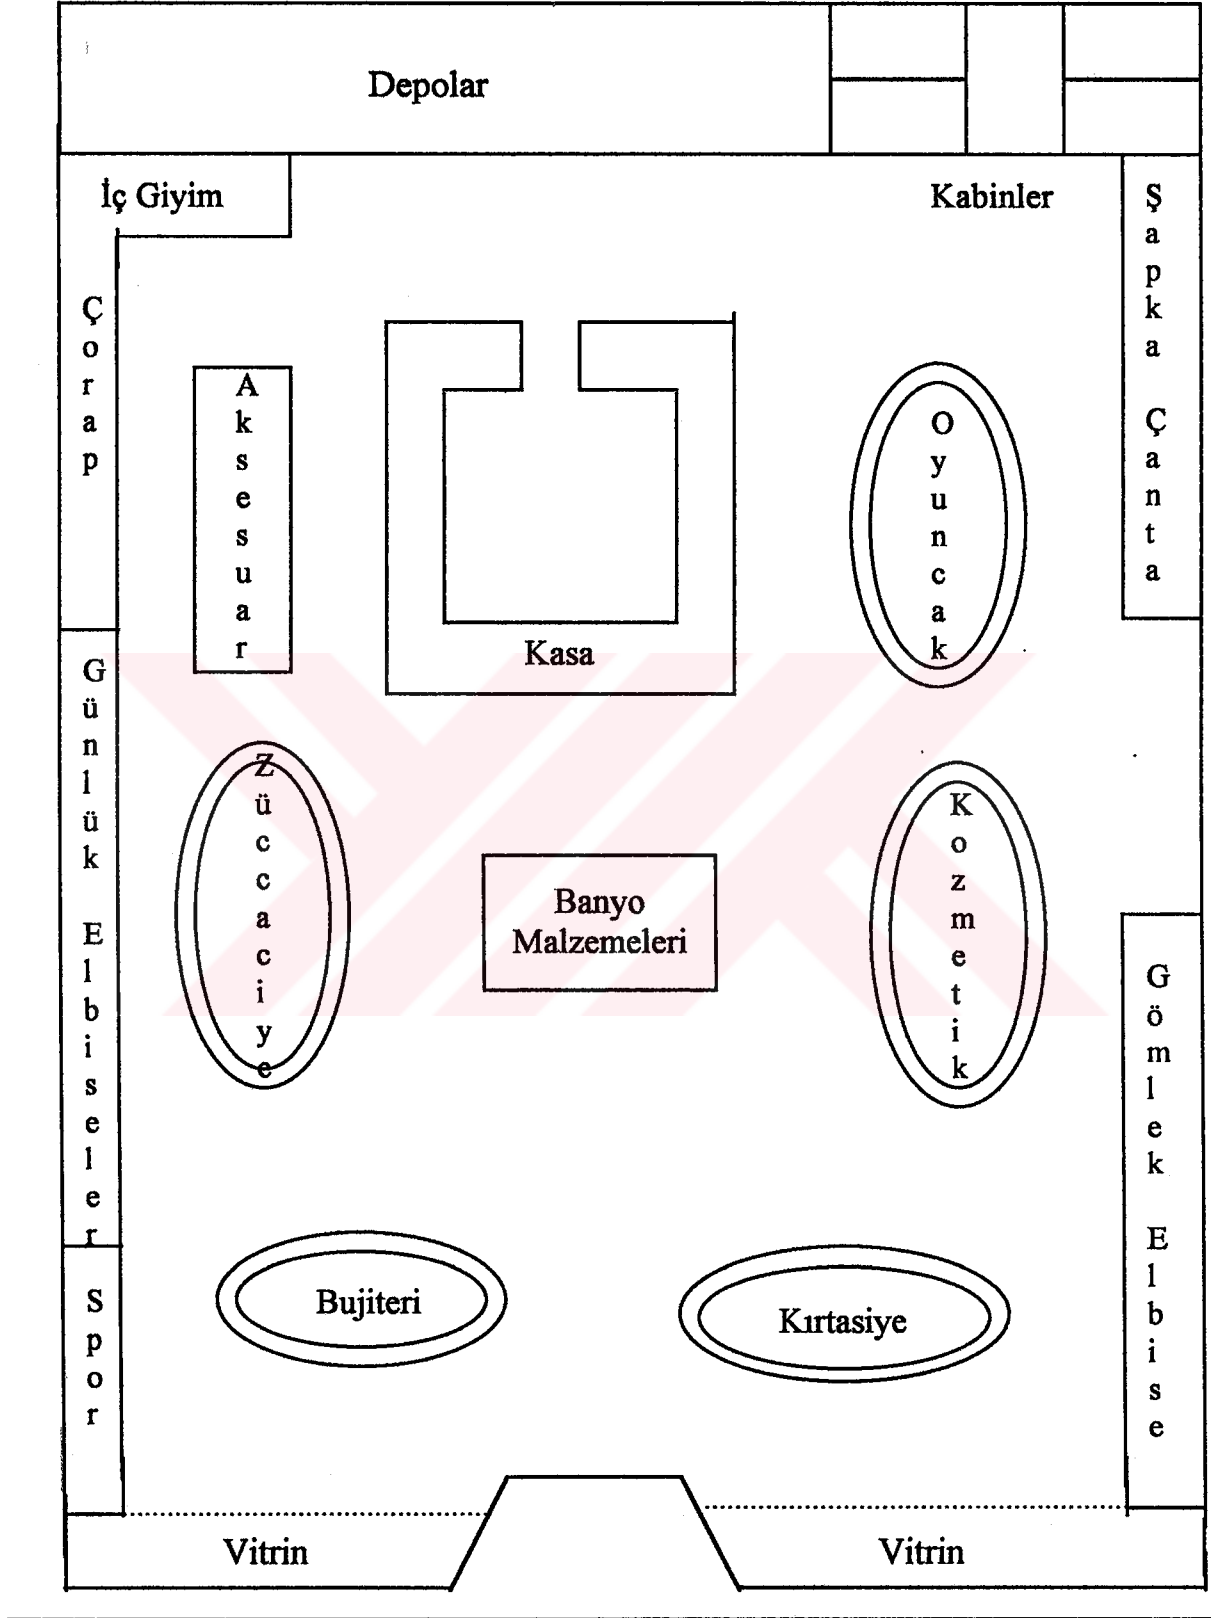 Depolar
İç Giyim
Kabinler
Şapka Çanta
Çorap
Aksesuar
Oyuncak
Kasa
Günlük Elbiseler
Züccaciye
Kozmetik
Banyo
Malzemeleri
Gömlek Elbise
Spor
Bujiteri
Kırtasiye
Vitrin
Vitrin